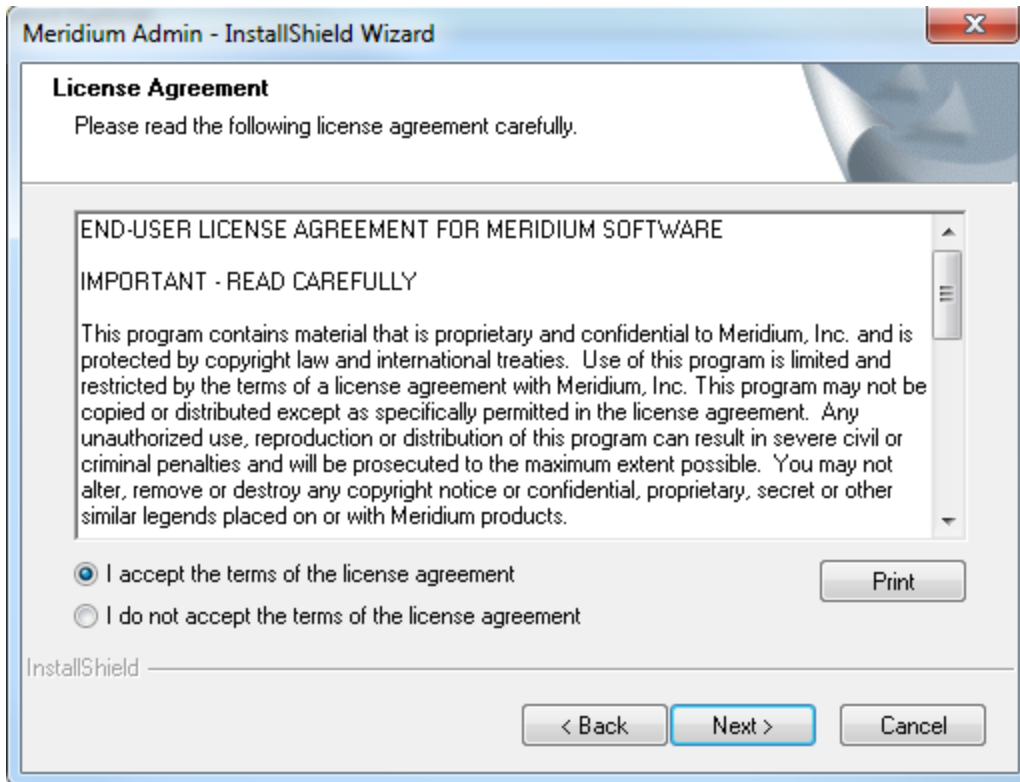 Meridium Admin - InstallShield Wizard
License Agreement
Please read the following license agreement carefully.
END-USER LICENSE AGREEMENT FOR MERIDIUM SOFTWARE
IMPORTANT - READ CAREFULLY
This program contains material that is proprietary and confidential to Meridium, Inc. and is
protected by copyright law and international treaties.  Use of this program is limited and
restricted by the terms of a license agreement with Meridium, Inc. This program may not be
copied or distributed except as specifically permitted in the license agreement.  Any
unauthorized use, reproduction or distribution of this program can result in severe civil or
criminal penalties and will be prosecuted to the maximum extent possible.  You may not
alter, remove or destroy any copyright notice or confidential, proprietary, secret or other
similar legends placed on or with Meridium products.
I accept the terms of the license agreement
Print
I do not accept the terms of the license agreement
InstallShield
< Back
Next >
Cancel